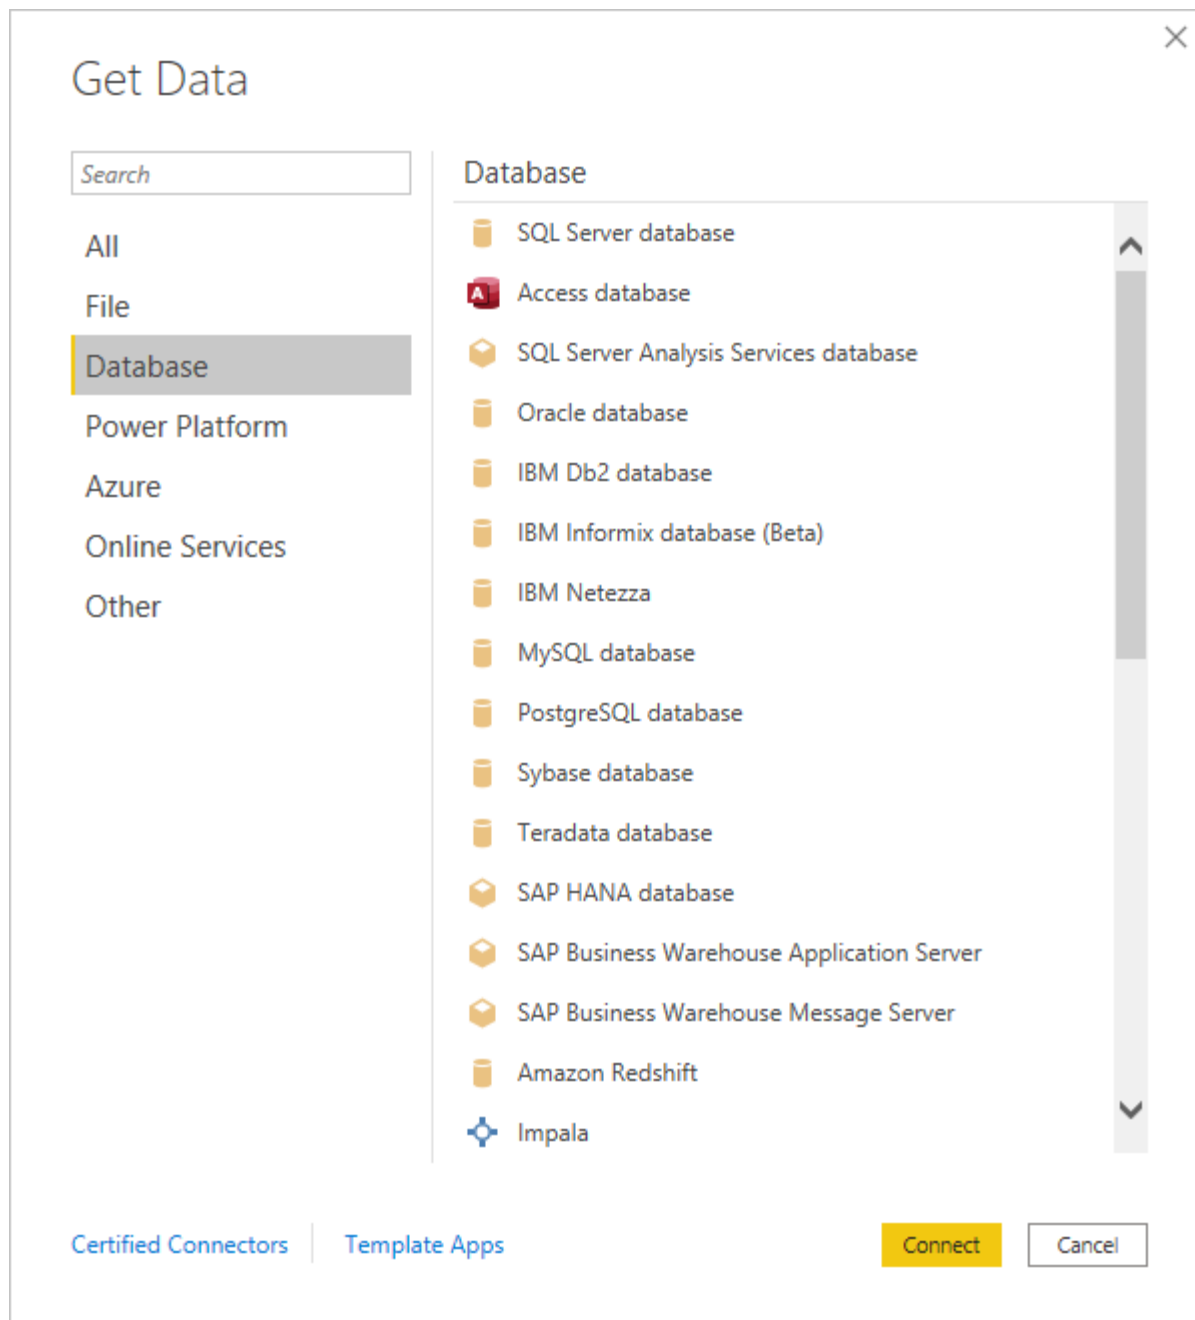 Get Data
Search
All
File
Database
Power Platform
Azure
Online Services
Other
Database
SQL Server database
A
Access database
SQL Server Analysis Services database
Oracle database
IBM Db2 database
IBM Informix database (Beta)
IBM Netezza
MySQL database
PostgreSQL database
Sybase database
Teradata database
SAP HANA database
SAP Business Warehouse Application Server
SAP Business Warehouse Message Server
Amazon Redshift
Impala
Certified Connectors
Template Apps
Connect
Cancel